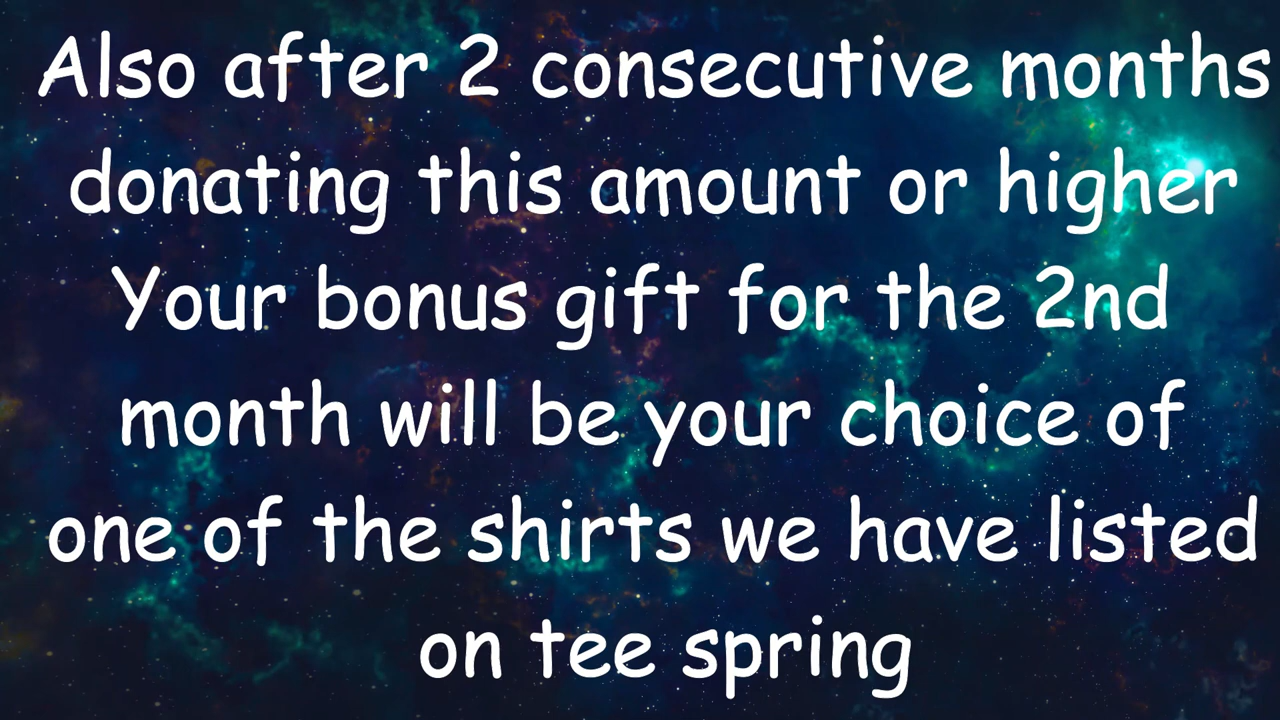 Also after 2 consecutive months
donating this amount or higher
Your bonus gift for the 2nd
month will be your choice of
one of the shirts we have listed
on tee spring